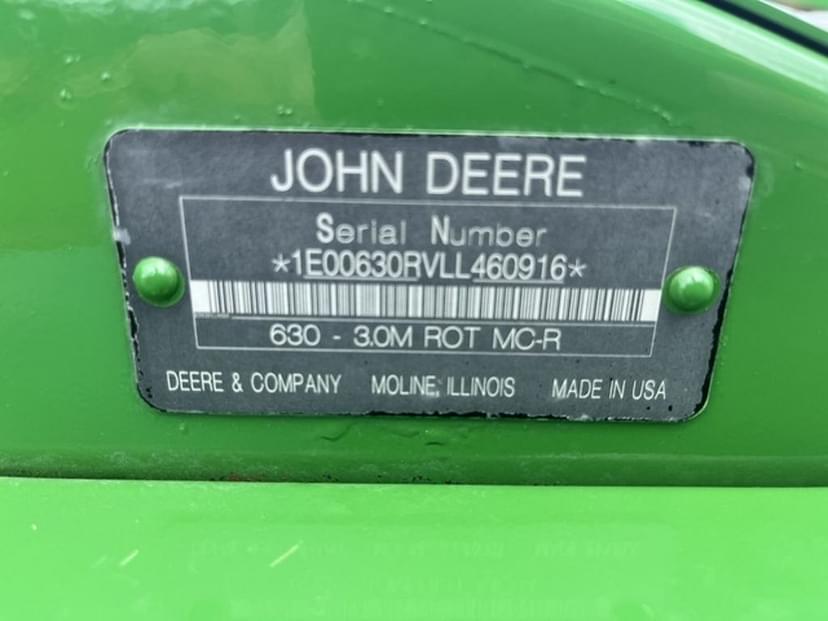 JOHN DEERE
Serial Number
*1E00630RVLL460916*
630 - 3.0M ROT MC-R
DEERE & COMPANY MOLINE, ILLINOIS MADE IN USA